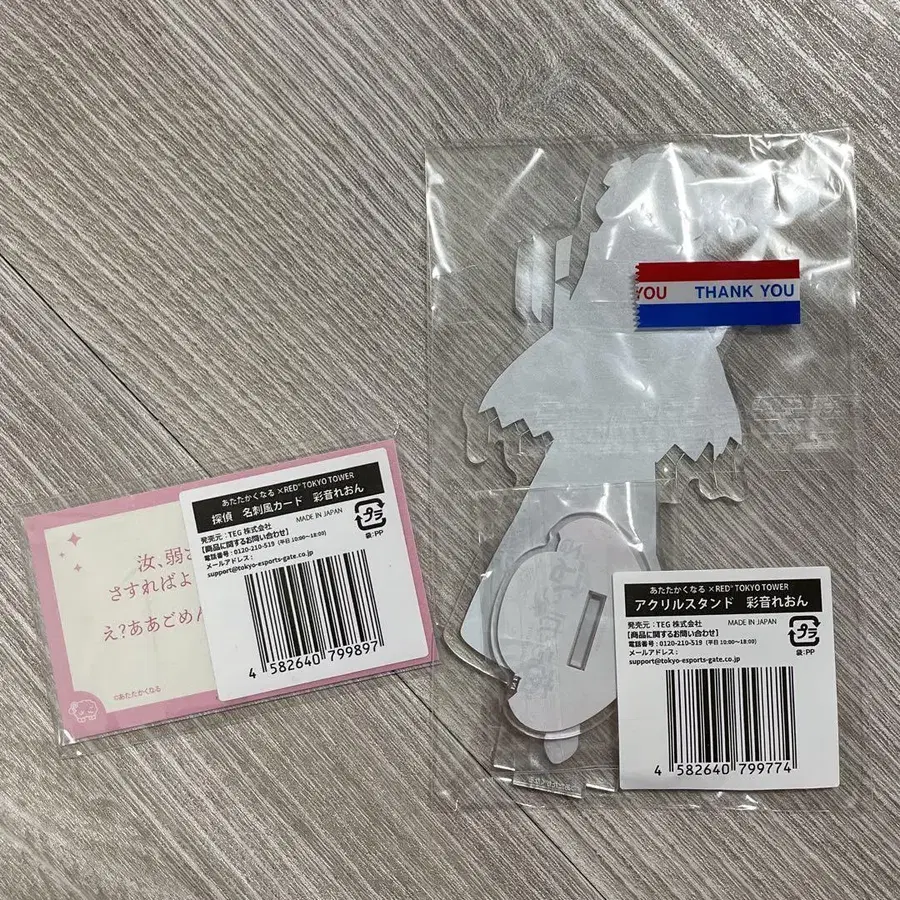 YOU THANK YOU
汝、弱
さすればよ
え?ああごめん
©あたたかくなる
あたたかくなる ×RED° TOKYO TOWER
探偵 名刺風カード 彩音れおん
発売元:TEG 株式会社 MADE IN JAPAN
【商品に関するお問い合わせ】
電話番号:0120-210-519 (平日 10:00~18:00)
メールアドレス:
support@tokyo-esports-gate.co.jp
プラ
袋:PP
4 582640 799897
あたたかくなる ×RED° TOKYO TOWER
アクリルスタンド 彩音れおん
発売元:TEG 株式会社 MADE IN JAPAN
【商品に関するお問い合わせ】
電話番号:0120-210-519 (平日 10:00~18:00)
メールアドレス:
support@tokyo-esports-gate.co.jp
プラ
袋:PP
4 582640 799774